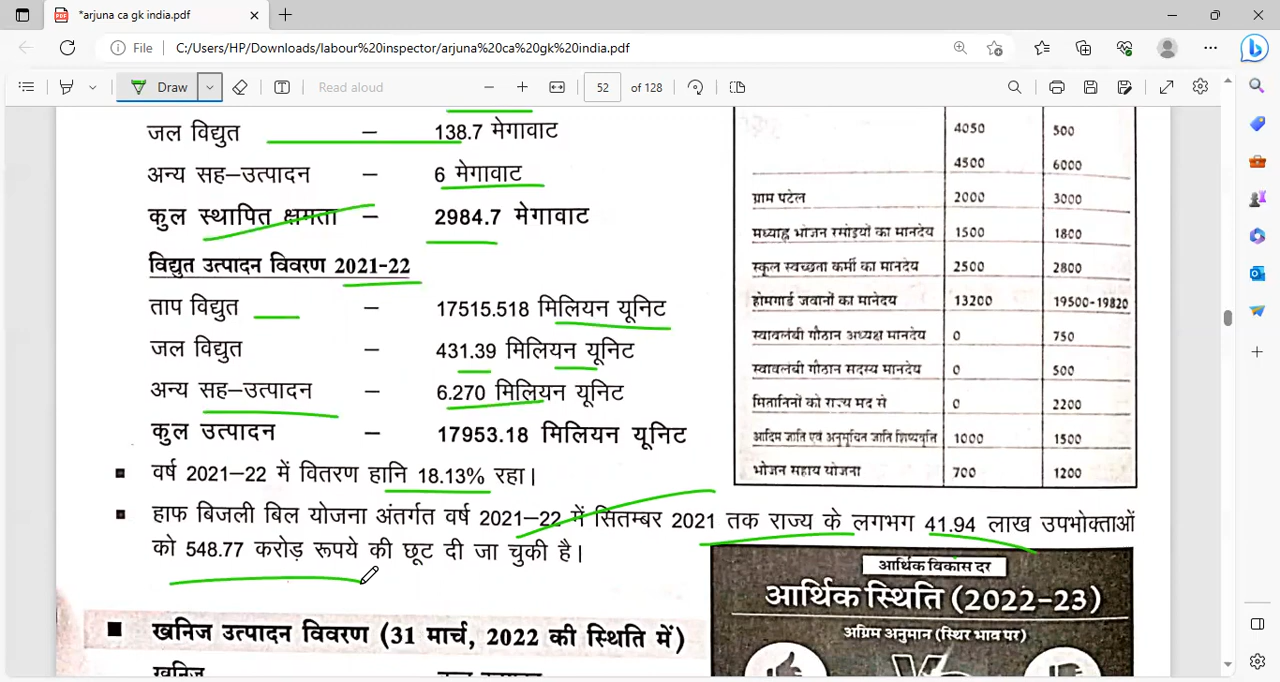 *arjuna ca gk india.pdf
File
C:/Users/HP/Downloads/labour%20inspector/arjuna%20ca%20gk%20india.pdf
Draw
Read aloud
52 of 128
जल विद्युत – 138.7 मेगावाट
अन्य सह–उत्पादन – 6 मेगावाट
कुल स्थापित क्षमता – 2984.7 मेगावाट
विद्युत उत्पादन विवरण 2021-22
ताप विद्युत – 17515.518 मिलियन यूनिट
जल विद्युत – 431.39 मिलियन यूनिट
अन्य सह–उत्पादन – 6.270 मिलियन यूनिट
कुल उत्पादन – 17953.18 मिलियन यूनिट
▪ वर्ष 2021–22 में वितरण हानि 18.13% रहा।
▪ हाफ बिजली बिल योजना अंतर्गत वर्ष 2021–22 में सितम्बर 2021 तक राज्य के लगभग 41.94 लाख उपभोक्ताओं
को 548.77 करोड़ रूपये की छूट दी जा चुकी है।
■ खनिज उत्पादन विवरण (31 मार्च, 2022 की स्थिति में)
खनिज
4050 500
4500 6000
ग्राम पटेल 2000 3000
मध्याह्न भोजन रसोइयों का मानदेय 1500 1800
स्कूल स्वच्छता कर्मी का मानदेय 2500 2800
होमगार्ड जवानों का मानेदय 13200 19500-19820
स्वावलंबी गौठान अध्यक्ष मानदेय 0 750
स्वावलंबी गौठान सदस्य मानदेय 0 500
मितानिनों को राज्य मद से 0 2200
आदिम जाति एवं अनुसूचित जाति शिष्यवृत्ति 1000 1500
भोजन सहाय योजना 700 1200
आर्थिक विकास दर
आर्थिक स्थिति (2022-23)
अग्रिम अनुमान (स्थिर भाव पर)